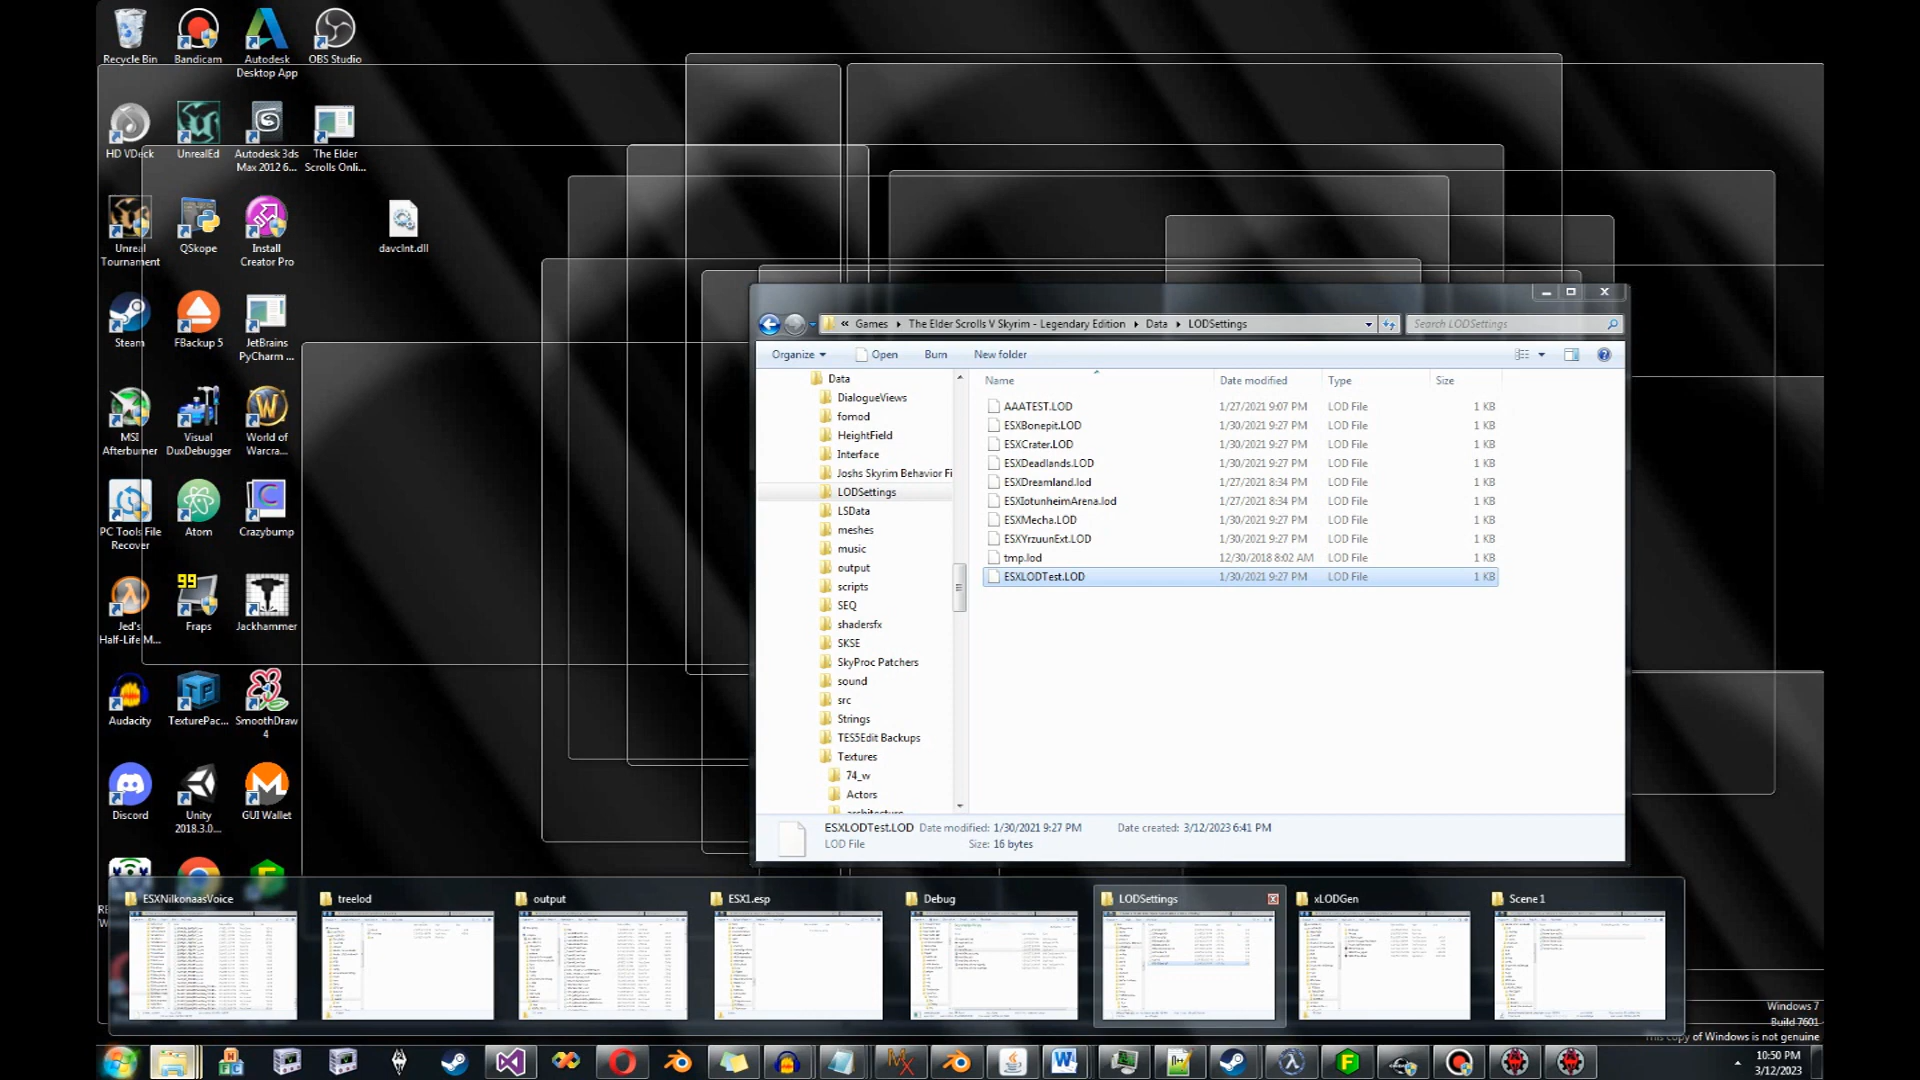 Recycle Bin
Bandicam
Autodesk
Desktop App
OBS Studio
HD VDeck
UnrealEd
Autodesk 3ds
Max 2012 6...
The Elder
Scrolls Onli...
Unreal
Tournament
QSkope
Install
Creator Pro
davclnt.dll
Steam
FBackup 5
JetBrains
PyCharm ...
MSI
Afterburner
Visual
DuxDebugger
World of
Warcra...
PC Tools File
Recover
Atom
Crazybump
Jed's
Half-Life M...
99
Fraps
Jackhammer
Audacity
TexturePac...
SmoothDraw
4
Discord
Unity
2018.3.0...
GUI Wallet
« Games The Elder Scrolls V Skyrim - Legendary Edition Data LODSettings
Search LODSettings
Organize
Open
Burn
New folder
Data
DialogueViews
fomod
HeightField
Interface
Joshs Skyrim Behavior Fi
LODSettings
LSData
meshes
music
output
scripts
SEQ
shadersfx
SKSE
SkyProc Patchers
sound
src
Strings
TES5Edit Backups
Textures
74_w
Actors
Name Date modified Type Size
AAATEST.LOD 1/27/2021 9:07 PM LOD File 1 KB
ESXBonepit.LOD 1/30/2021 9:27 PM LOD File 1 KB
ESXCrater.LOD 1/30/2021 9:27 PM LOD File 1 KB
ESXDeadlands.LOD 1/30/2021 9:27 PM LOD File 1 KB
ESXDreamland.lod 1/27/2021 8:34 PM LOD File 1 KB
ESXIotunheimArena.lod 1/27/2021 8:34 PM LOD File 1 KB
ESXMecha.LOD 1/30/2021 9:27 PM LOD File 1 KB
ESXYrzuunExt.LOD 1/30/2021 9:27 PM LOD File 1 KB
tmp.lod 12/30/2018 8:02 AM LOD File 1 KB
ESXLODTest.LOD 1/30/2021 9:27 PM LOD File 1 KB
ESXLODTest.LOD Date modified: 1/30/2021 9:27 PM Date created: 3/12/2023 6:41 PM
LOD File Size: 16 bytes
ESXNilkonaasVoice
treelod
output
ESX1.esp
Debug
LODSettings
xLODGen
Scene 1
Windows 7
Build 7601
This copy of Windows is not genuine
10:50 PM
3/12/2023